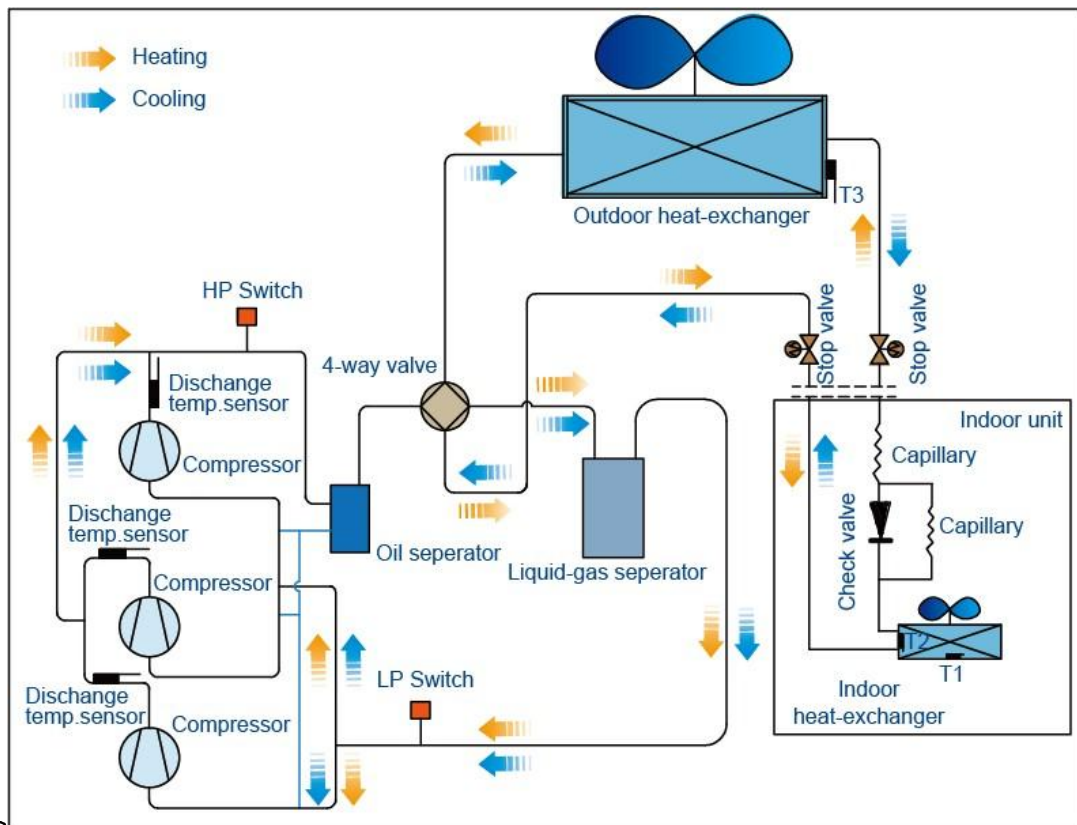 Heating
Cooling
T3
Outdoor heat-exchanger
HP Switch
Stop valve
Stop valve
4-way valve
Dischange
temp.sensor
Indoor unit
Compressor
Capillary
Dischange
temp.sensor
Oil seperator
Capillary
Liquid-gas seperator
Check valve
Compressor
T2
T1
LP Switch
Dischange
temp.sensor
Indoor
heat-exchanger
Compressor